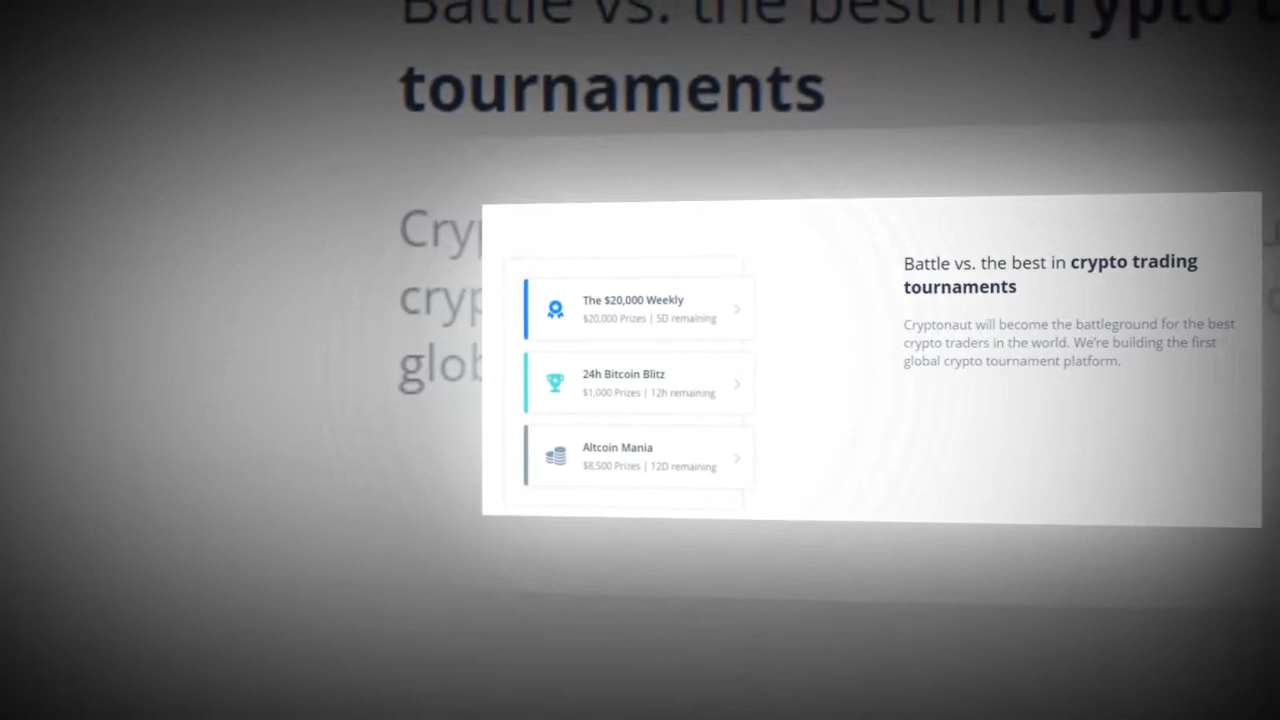 Battle vs. the best in crypto
tournaments
The $20,000 Weekly
$20,000 Prizes | 5D remaining
24h Bitcoin Blitz
$1,000 Prizes | 12h remaining
Altcoin Mania
$8,500 Prizes | 12D remaining
Battle vs. the best in crypto trading
tournaments
Cryptonaut will become the battleground for the best
crypto traders in the world. We're building the first
global crypto tournament platform.